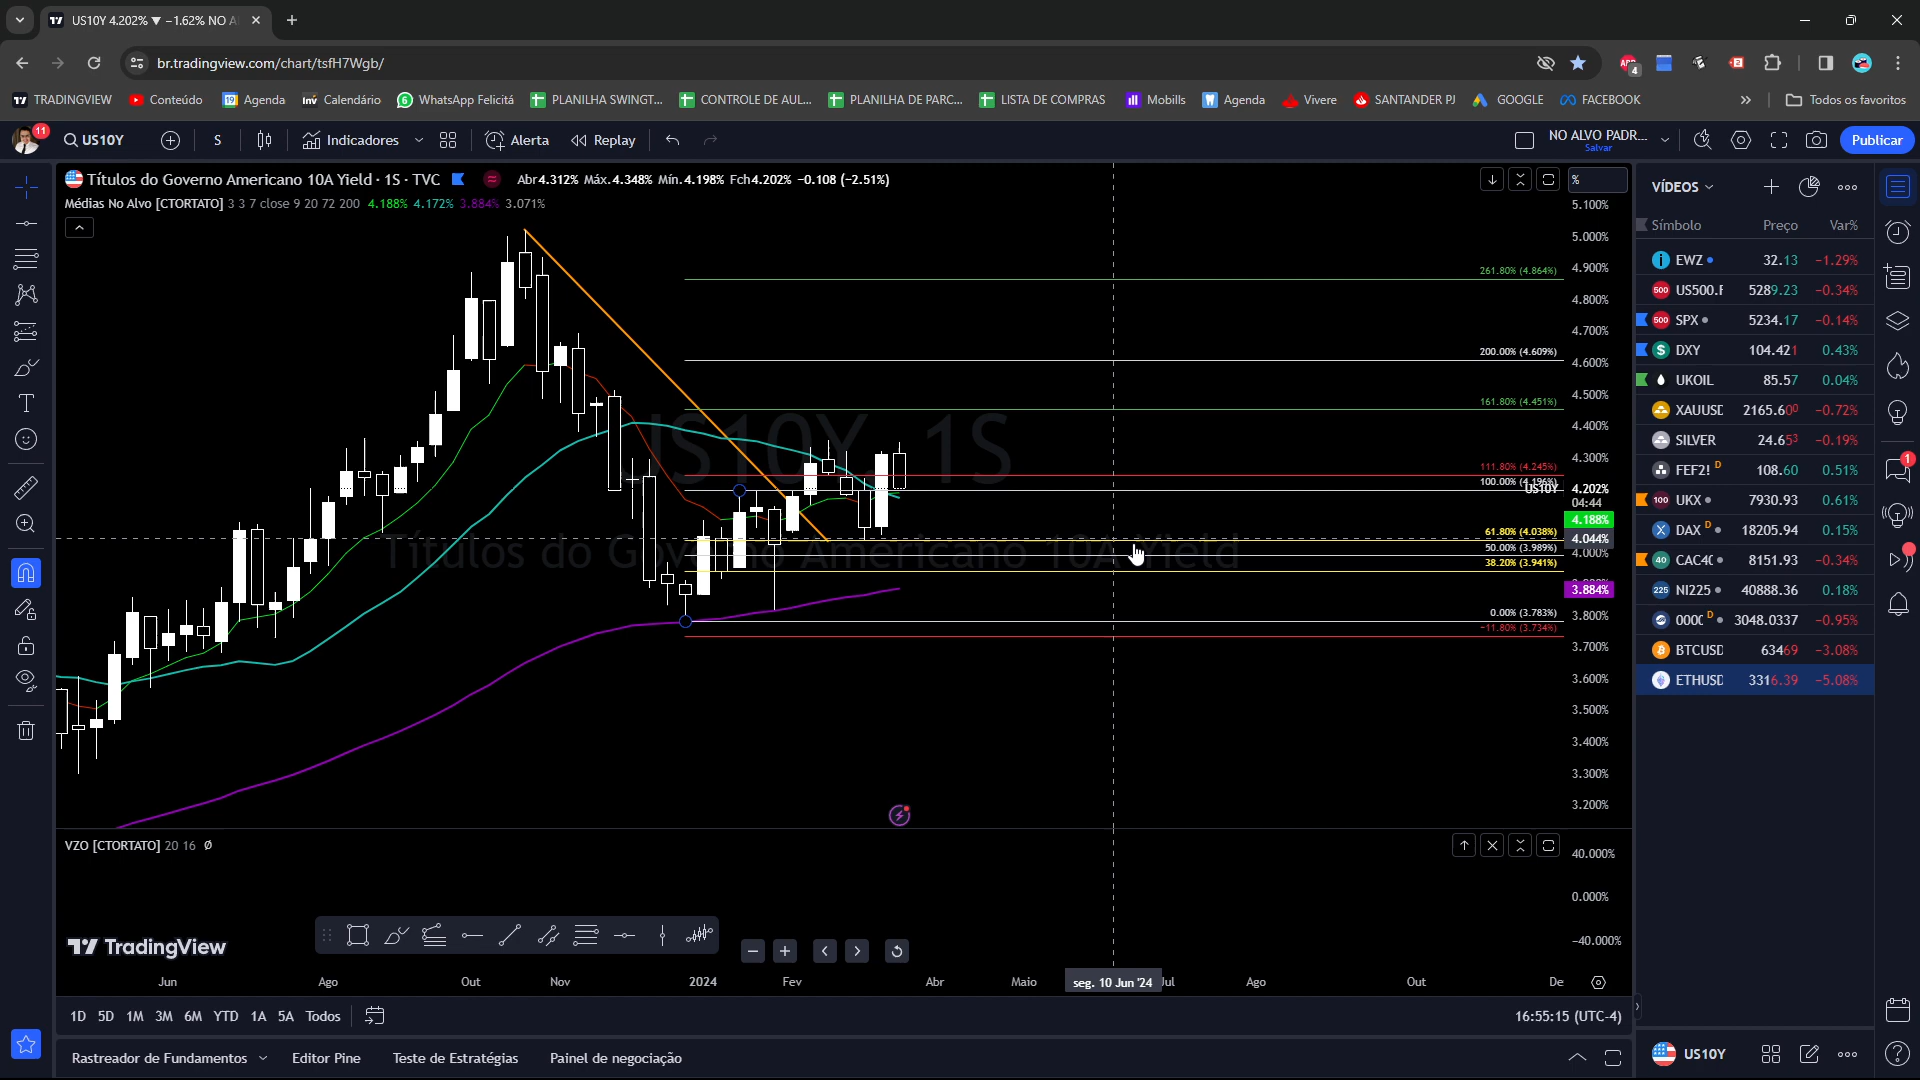 US10Y 4.202% ▼ −1.62% NO A
br.tradingview.com/chart/tsfH7Wgb/
4
TRADINGVIEW Conteúdo Agenda Calendário WhatsApp Felicitá PLANILHA SWINGT... CONTROLE DE AUL... PLANILHA DE PARC... LISTA DE COMPRAS Mobills Agenda Vivere SANTANDER PJ GOOGLE FACEBOOK » Todos os favoritos
11 US10Y S Indicadores Alerta Replay NO ALVO PADR... Salvar Publicar
Títulos do Governo Americano 10A Yield · 1S · TVC Abr4.312% Máx.4.348% Mín.4.198% Fch4.202% −0.108 (−2.51%)
Médias No Alvo [CTORTATO] 3 3 7 close 9 20 72 200 4.188% 4.172% 3.884% 3.071%
%
5.100%
5.000%
4.900%
4.800%
4.700%
4.600%
4.500%
4.400%
4.300%
4.202%
04:44
4.188%
4.044%
4.000%
3.884%
3.800%
3.700%
3.600%
3.500%
3.400%
3.300%
3.200%
261.80% (4.864%)
200.00% (4.609%)
161.80% (4.451%)
111.80% (4.245%)
100.00% (4.196%)
US10Y
61.80% (4.038%)
50.00% (3.989%)
38.20% (3.941%)
0.00% (3.783%)
−11.80% (3.734%)
US10Y, 1S
Títulos do Governo Americano 10A Yield
VZO [CTORTATO] 20 16 Ø
40.000%
0.000%
−40.000%
TradingView
Jun Ago Out Nov 2024 Fev Abr Maio seg. 10 Jun '24 Jul Ago Out De
1D 5D 1M 3M 6M YTD 1A 5A Todos
16:55:15 (UTC-4)
Rastreador de Fundamentos Editor Pine Teste de Estratégias Painel de negociação
VÍDEOS
Símbolo Preço Var%
EWZ 32.13 −1.29%
US500.F 5289.23 −0.34%
SPX 5234.17 −0.14%
DXY 104.421 0.43%
UKOIL 85.57 0.04%
XAUUSD 2165.600 −0.72%
SILVER 24.653 −0.19%
FEF2! D 108.60 0.51%
UKX 7930.93 0.61%
DAX D 18205.94 0.15%
CAC40 8151.93 −0.34%
NI225 40888.36 0.18%
0000 D 3048.0337 −0.95%
BTCUSD 63469 −3.08%
ETHUSD 3316.39 −5.08%
US10Y
1